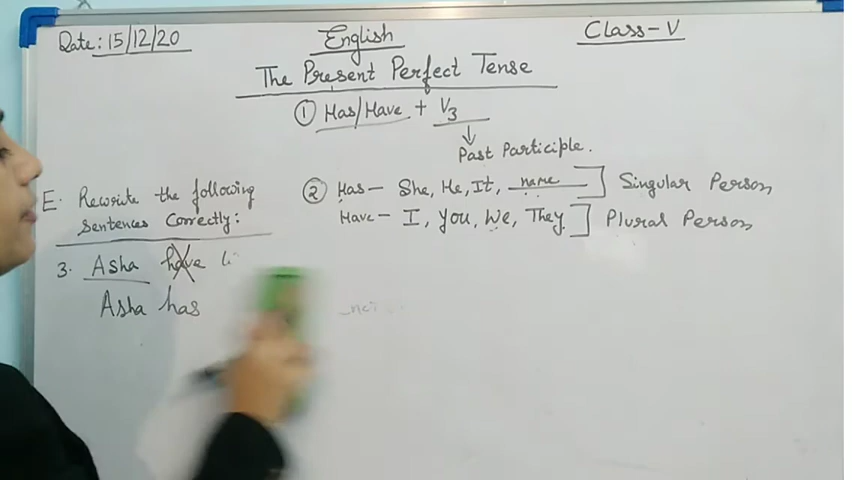 Date: 15/12/20
English
Class-V
The Present Perfect Tense
① Has/Have + V3
↓
Past Participle.
E. Rewrite the following
sentences correctly:
② Has- She, He, It, name ] Singular Person,
Have- I, you, We, They. ] Plural Person,
3. Asha have
Asha has